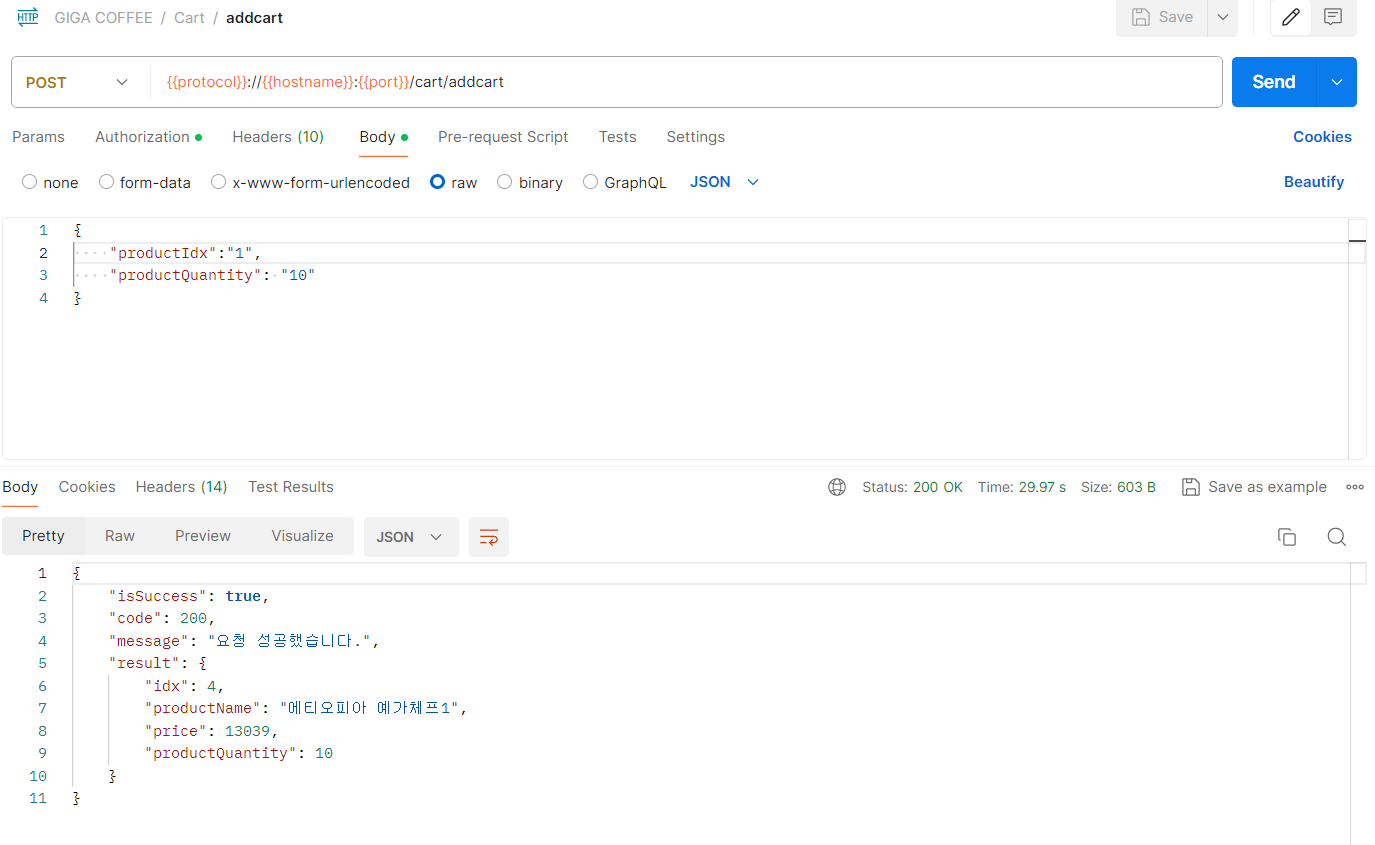 HTTP GIGA COFFEE / Cart / addcart Save
POST {{protocol}}://{{hostname}}:{{port}}/cart/addcart Send
Params Authorization Headers (10) Body Pre-request Script Tests Settings Cookies
none form-data x-www-form-urlencoded raw binary GraphQL JSON Beautify
1 {
2 "productIdx":"1",
3 "productQuantity": "10"
4 }
Body Cookies Headers (14) Test Results Status: 200 OK Time: 29.97 s Size: 603 B Save as example
Pretty Raw Preview Visualize JSON
1 {
2 "isSuccess": true,
3 "code": 200,
4 "message": "요청 성공했습니다.",
5 "result": {
6 "idx": 4,
7 "productName": "에티오피아 예가체프1",
8 "price": 13039,
9 "productQuantity": 10
10 }
11 }